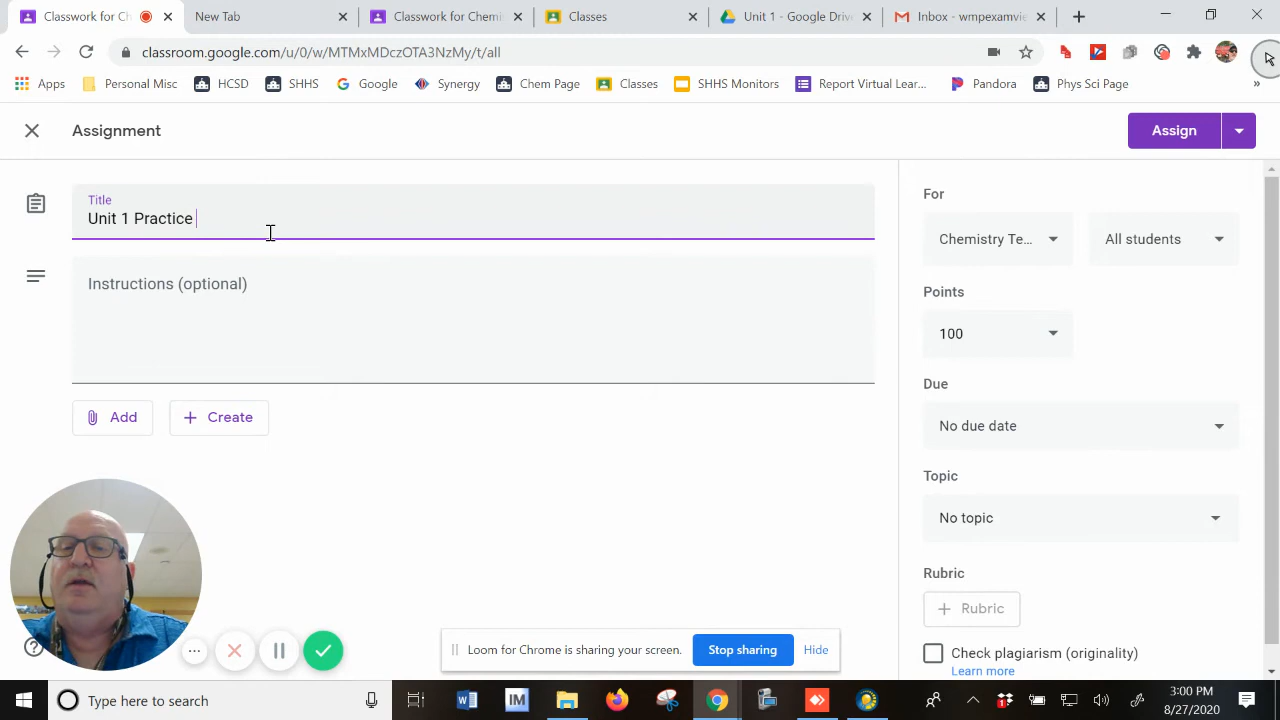 Classwork for Che
New Tab
Classwork for Chemi
Classes
Unit 1 - Google Driv
Inbox - wmpexamview
classroom.google.com/u/0/w/MTMxMDczOTA3NzMy/t/all
Apps
Personal Misc
HCSD
SHHS
Google
Synergy
Chem Page
Classes
SHHS Monitors
Report Virtual Lear...
Pandora
Phys Sci Page
»
Assignment
Assign
Title
Unit 1 Practice
Instructions (optional)
Add
Create
For
Chemistry Te...
All students
Points
100
Due
No due date
Topic
No topic
Rubric
+ Rubric
Check plagiarism (originality)
Learn more
Loom for Chrome is sharing your screen.
Stop sharing
Hide
Type here to search
IM
3:00 PM
8/27/2020